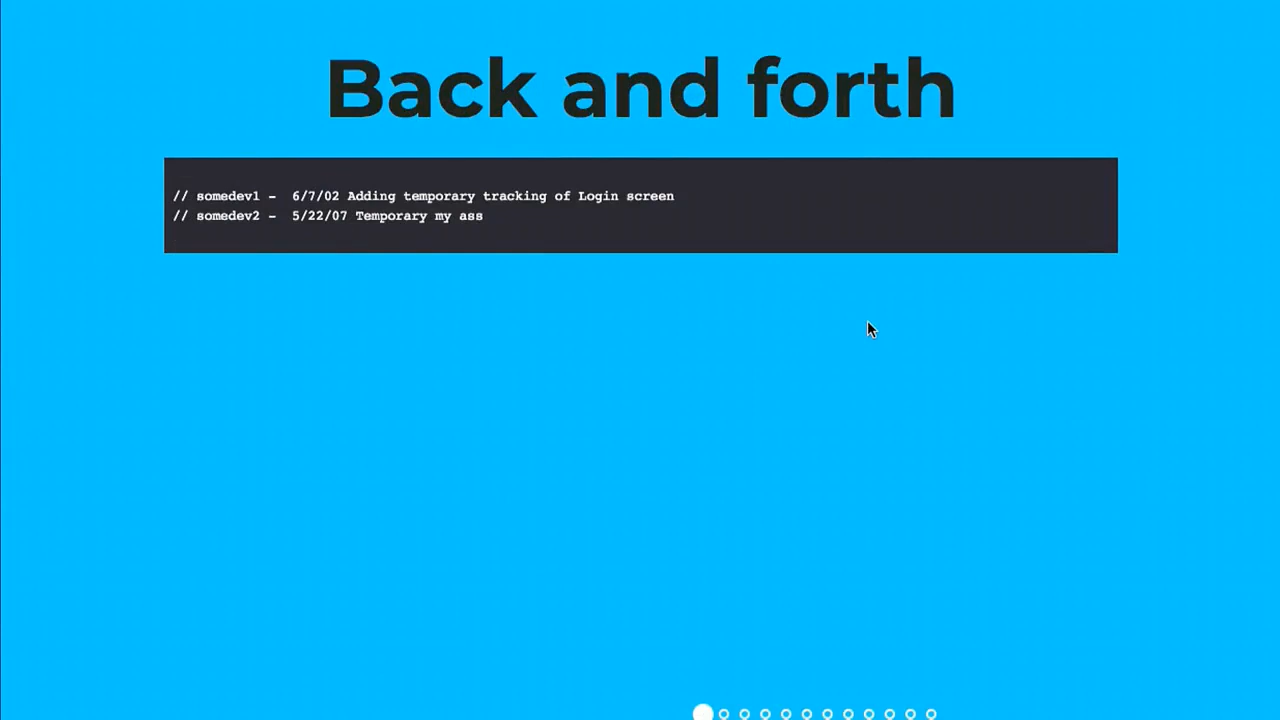 Back and forth
// somedev1 -  6/7/02 Adding temporary tracking of Login screen
// somedev2 -  5/22/07 Temporary my ass